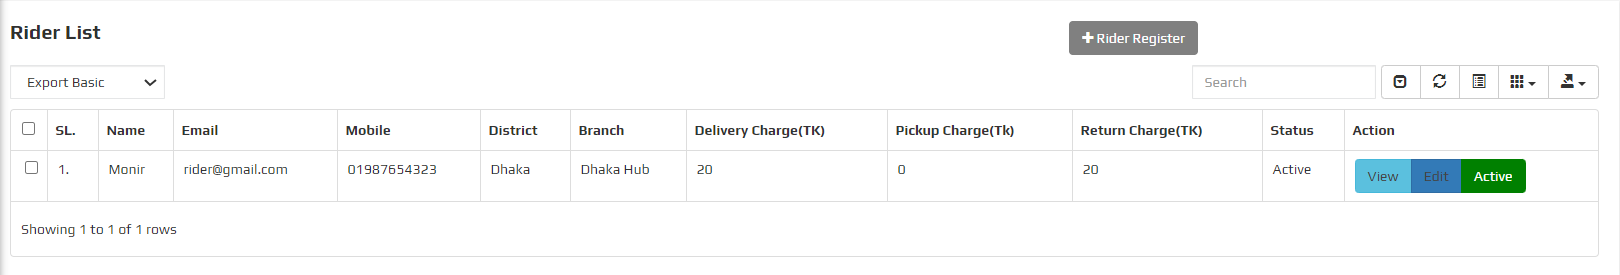 Rider List
Rider Register
Export Basic
Search
SL. Name Email Mobile District Branch Delivery Charge(TK) Pickup Charge(Tk) Return Charge(TK) Status Action
1. Monir rider@gmail.com 01987654323 Dhaka Dhaka Hub 20 0 20 Active View Edit Active
Showing 1 to 1 of 1 rows